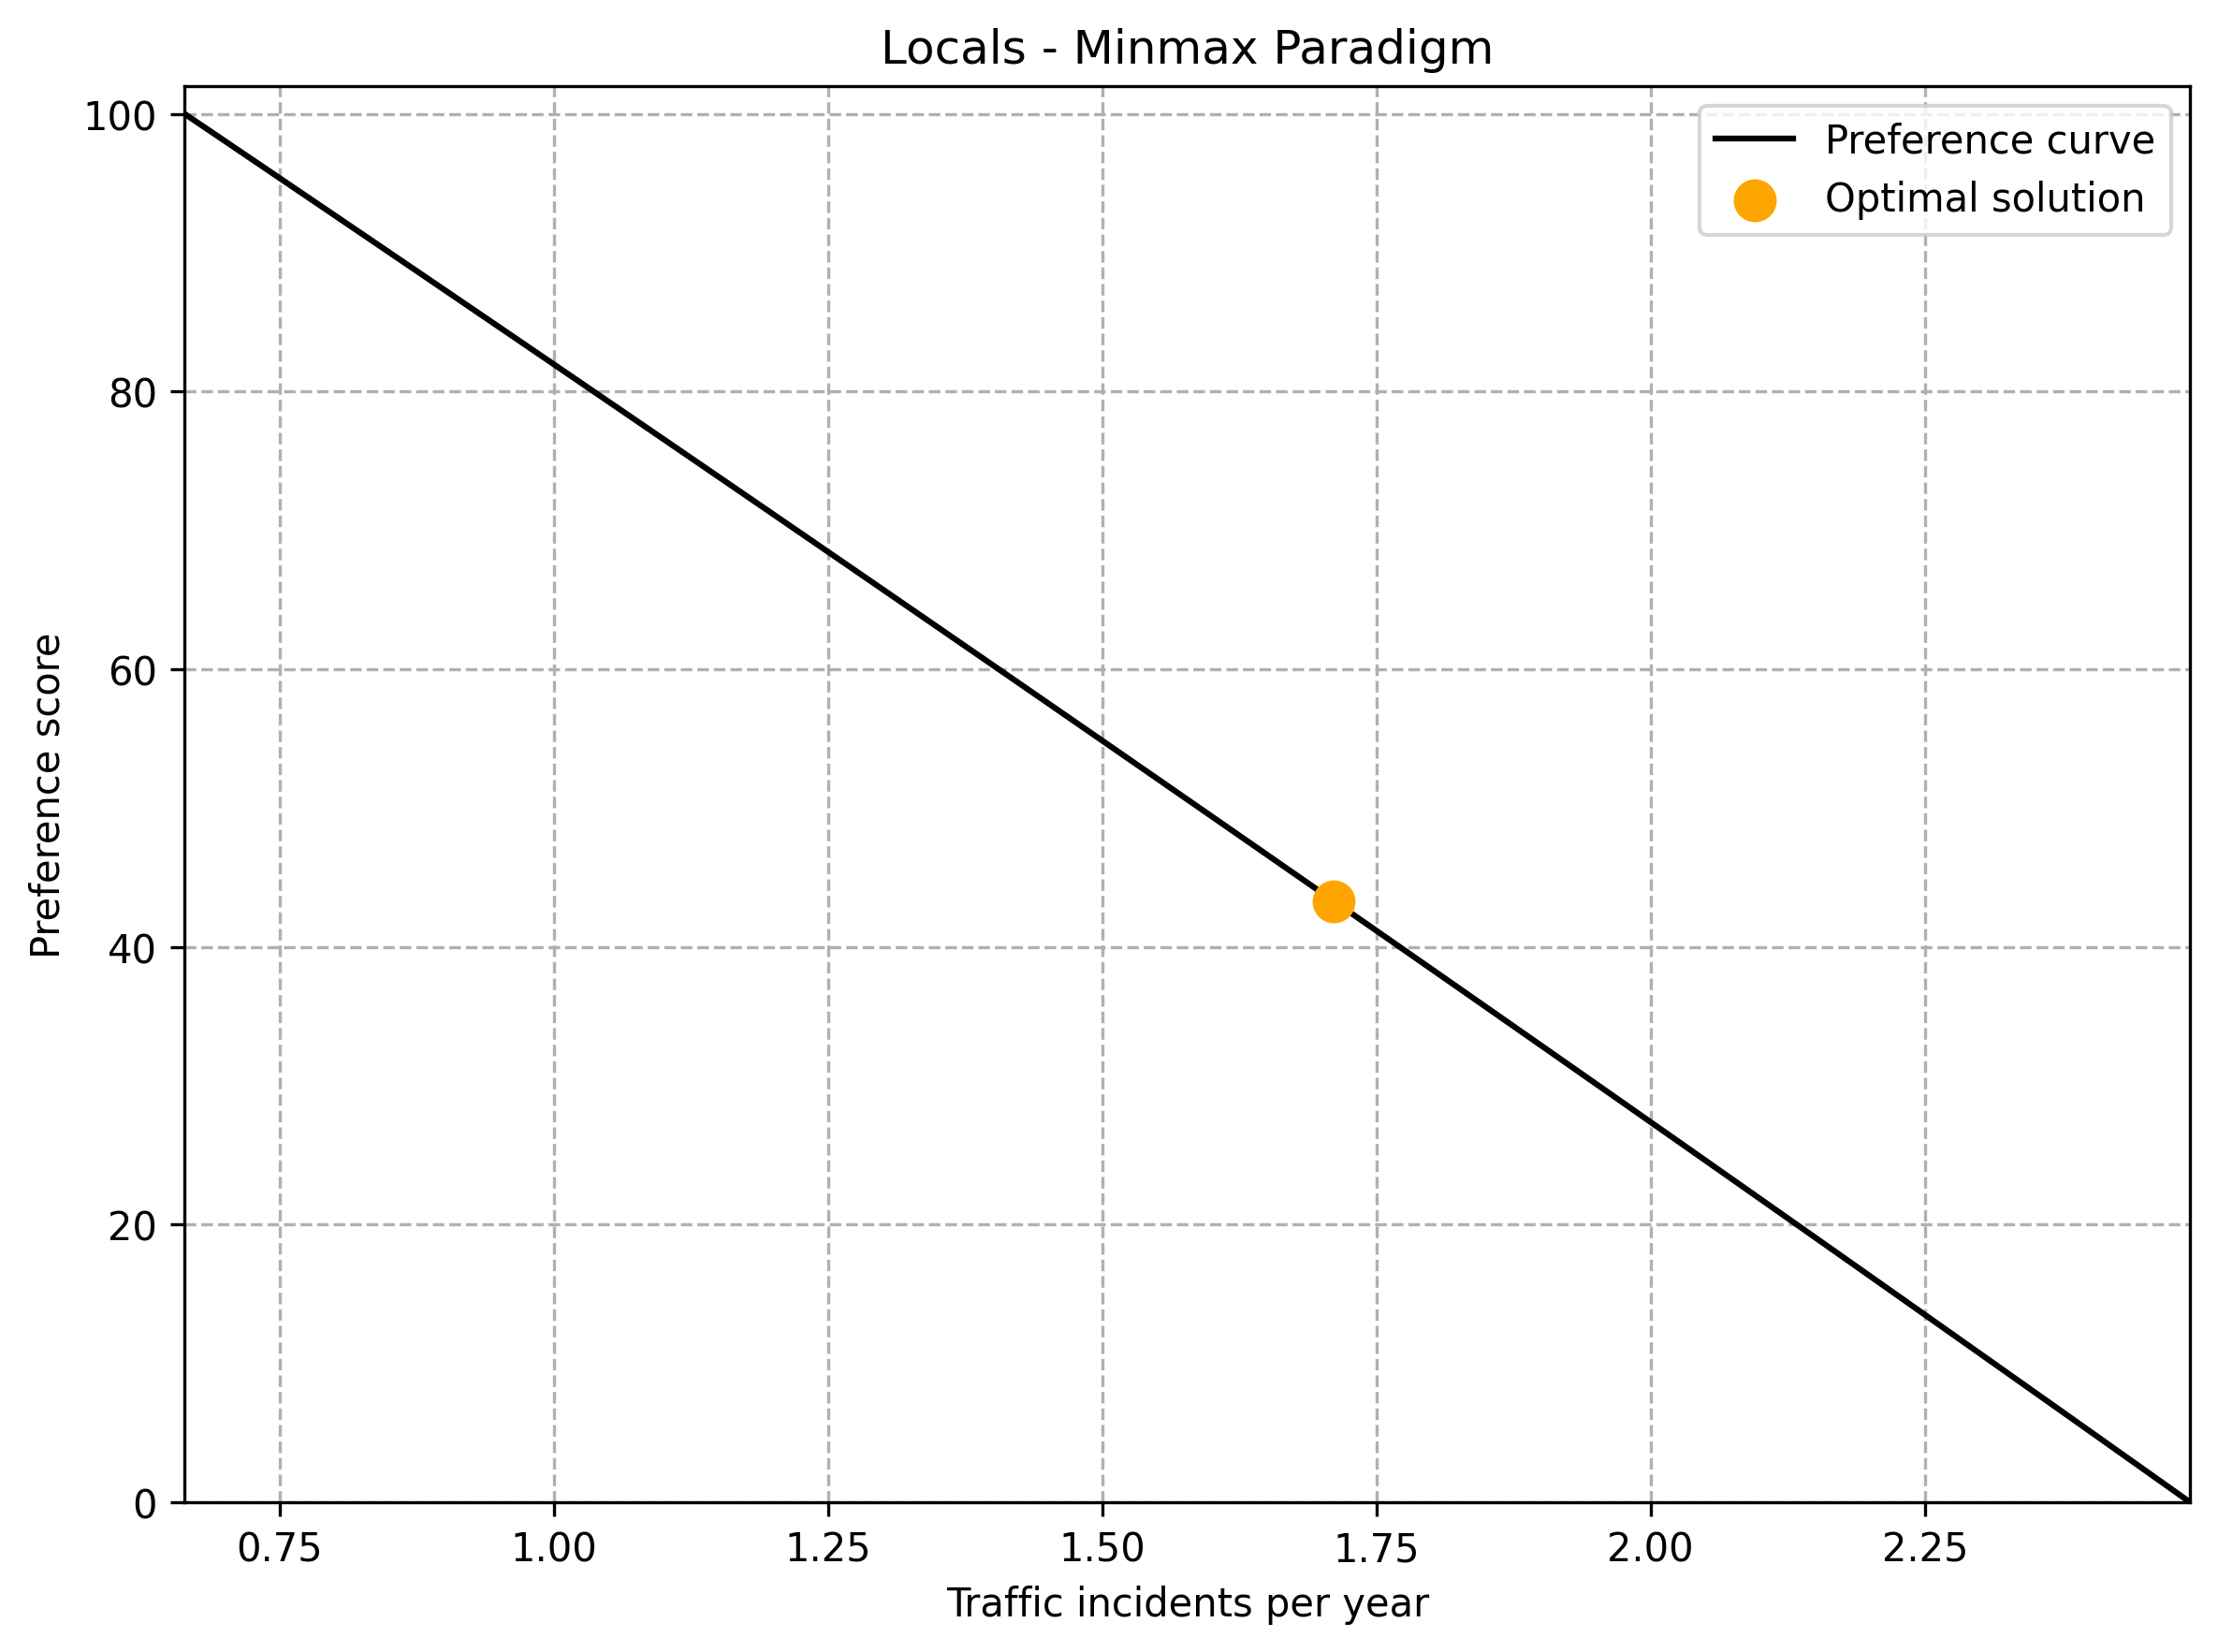 Locals - Minmax Paradigm
Preference curve
Optimal solution
Preference score
100
80
60
40
20
0
0.75 1.00 1.25 1.50 1.75 2.00 2.25
Traffic incidents per year